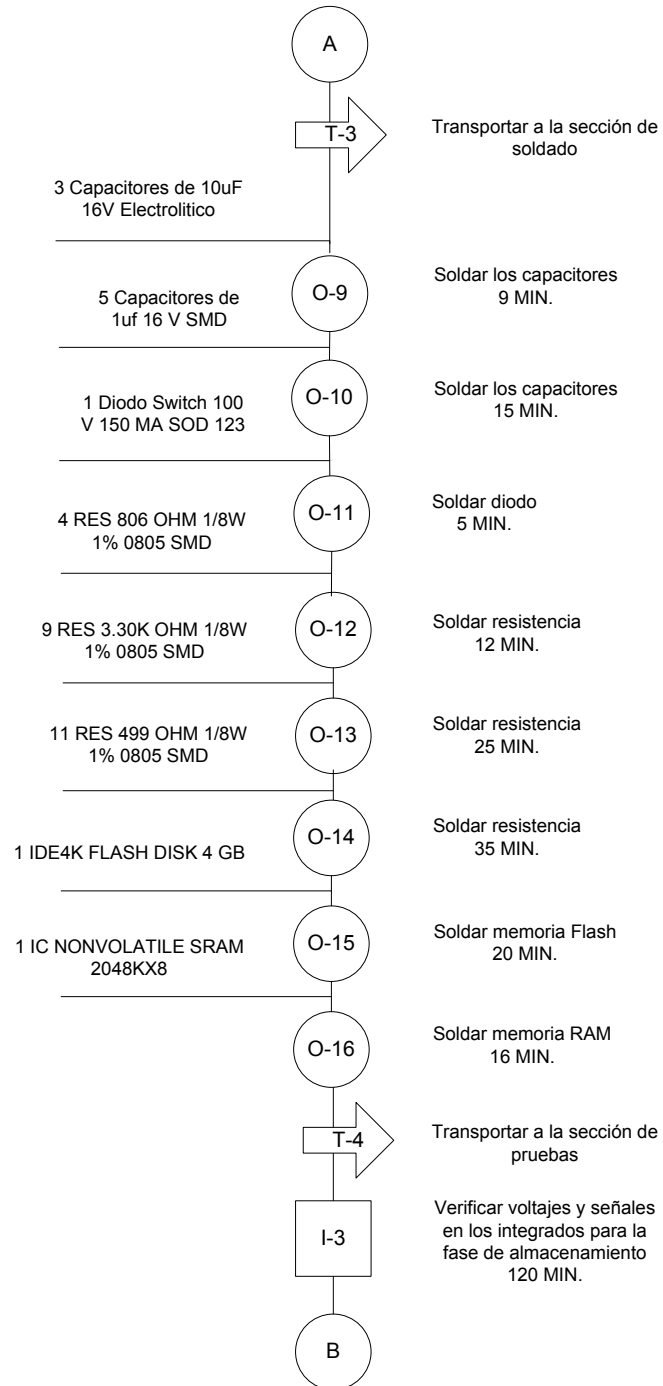 A
T-3
Transportar a la sección de
soldado
3 Capacitores de 10uF
16V Electrolitico
O-9
Soldar los capacitores
9 MIN.
5 Capacitores de
1uf 16 V SMD
O-10
Soldar los capacitores
15 MIN.
1 Diodo Switch 100
V 150 MA SOD 123
O-11
Soldar diodo
5 MIN.
4 RES 806 OHM 1/8W
1% 0805 SMD
O-12
Soldar resistencia
12 MIN.
9 RES 3.30K OHM 1/8W
1% 0805 SMD
O-13
Soldar resistencia
25 MIN.
11 RES 499 OHM 1/8W
1% 0805 SMD
O-14
Soldar resistencia
35 MIN.
1 IDE4K FLASH DISK 4 GB
O-15
Soldar memoria Flash
20 MIN.
1 IC NONVOLATILE SRAM
2048KX8
O-16
Soldar memoria RAM
16 MIN.
T-4
Transportar a la sección de
pruebas
I-3
Verificar voltajes y señales
en los integrados para la
fase de almacenamiento
120 MIN.
B